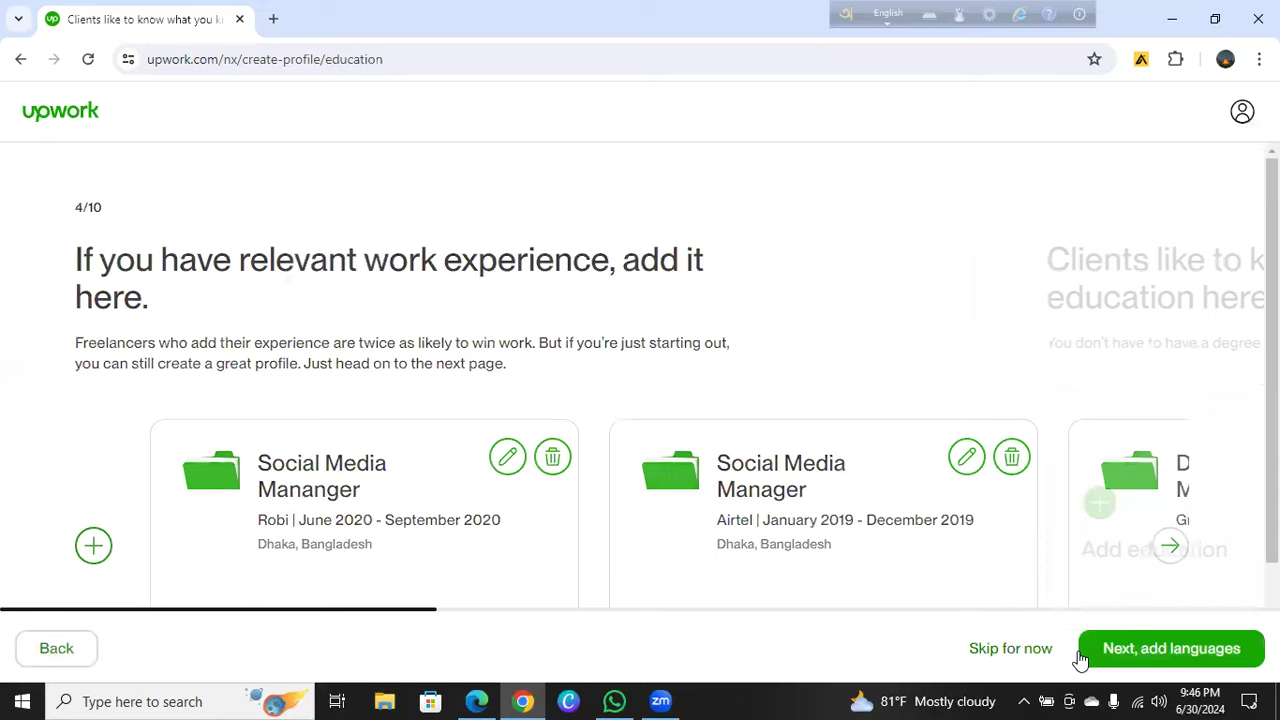 Clients like to know what you k
English
upwork.com/nx/create-profile/education
upwork
4/10
If you have relevant work experience, add it
here.
Clients like to k
education here
Freelancers who add their experience are twice as likely to win work. But if you're just starting out,
you can still create a great profile. Just head on to the next page.
You don't have to have a degree
Social Media
Mananger
Robi | June 2020 - September 2020
Dhaka, Bangladesh
Social Media
Manager
Airtel | January 2019 - December 2019
Dhaka, Bangladesh
D
M
Gr
Add education
Back
Skip for now
Next, add languages
Type here to search
81°F Mostly cloudy
9:46 PM
6/30/2024